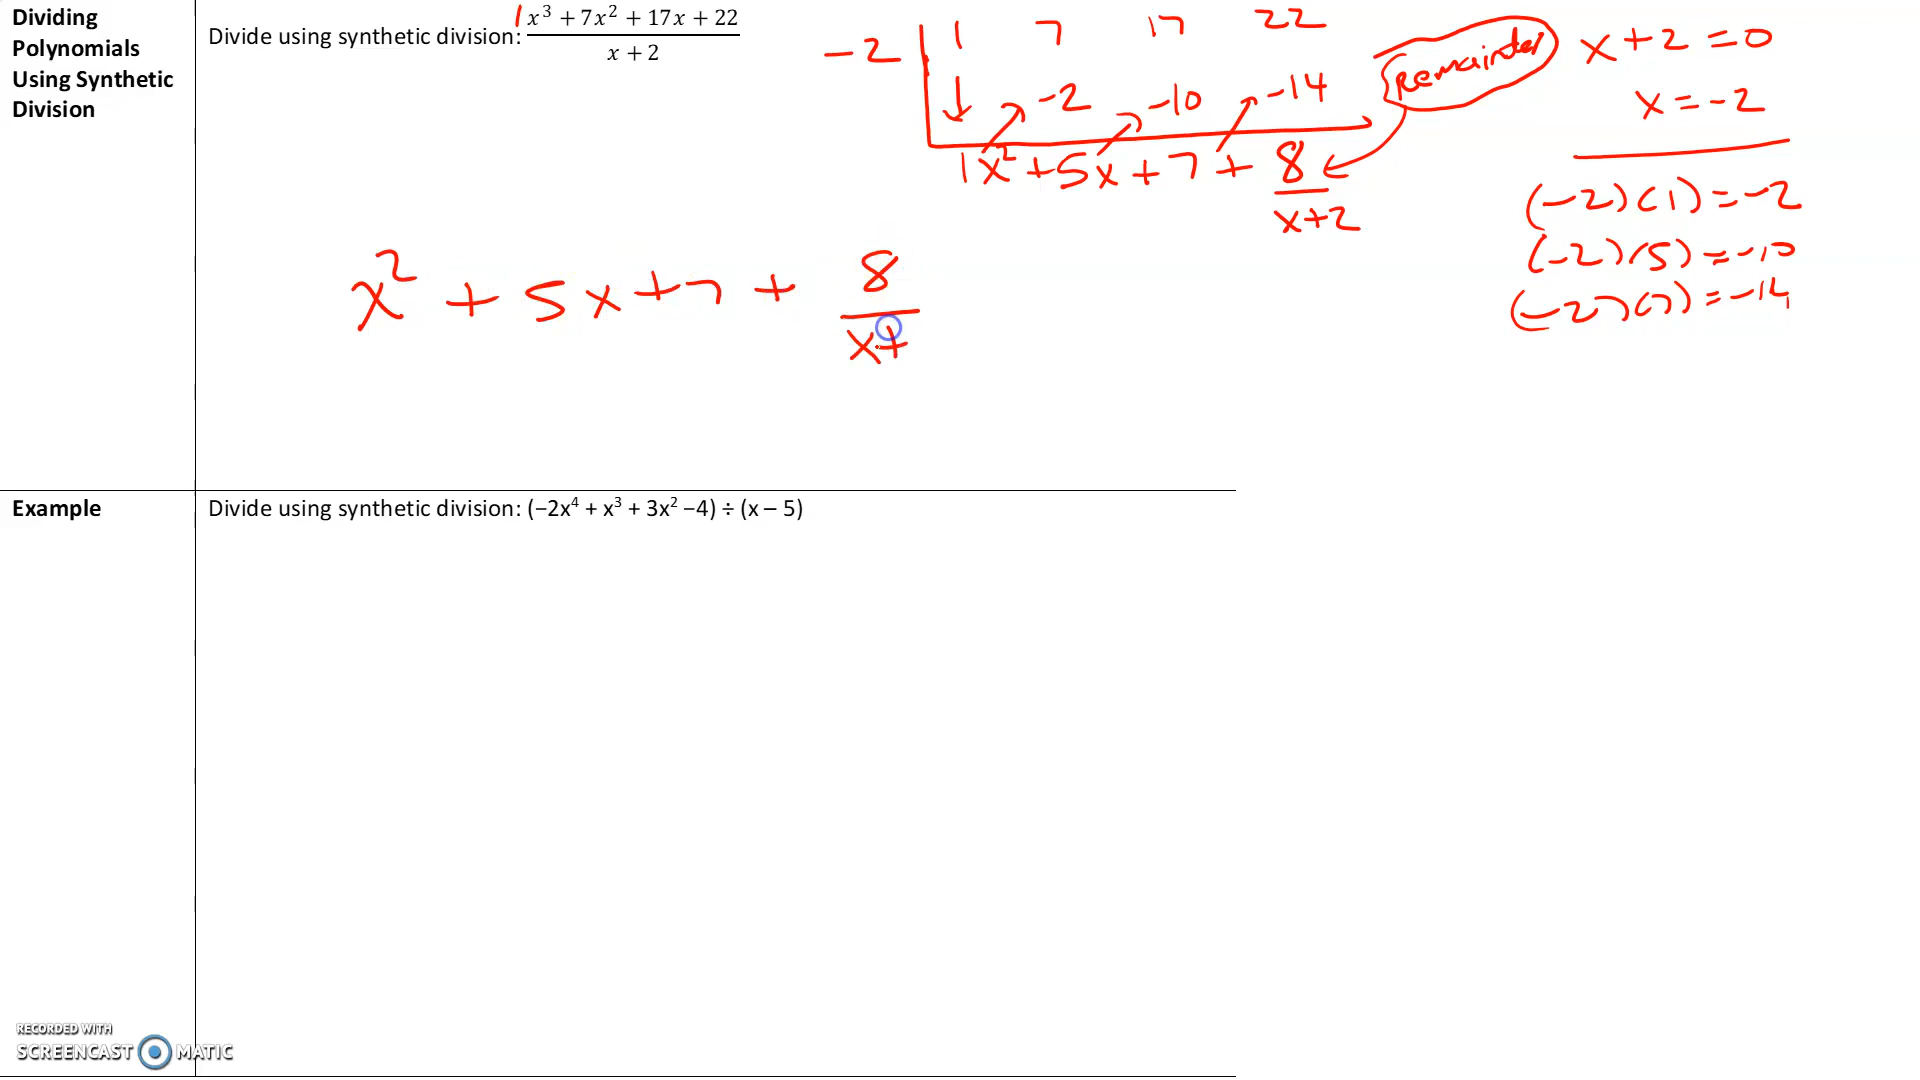 Dividing
Polynomials
Using Synthetic
Division
Divide using synthetic division: 1x³ + 7x² + 17x + 22
x + 2
-2 | 1 7 17 22
-2 -10 -14
1x² + 5x + 7 + 8
x+2
Remainder
x + 2 = 0
x = -2
(-2)(1) = -2
(-2)(5) = -10
(-2)(7) = -14
x² + 5x + 7 + 8
x+
Example
Divide using synthetic division: (−2x⁴ + x³ + 3x² −4) ÷ (x – 5)
RECORDED WITH
SCREENCAST MATIC